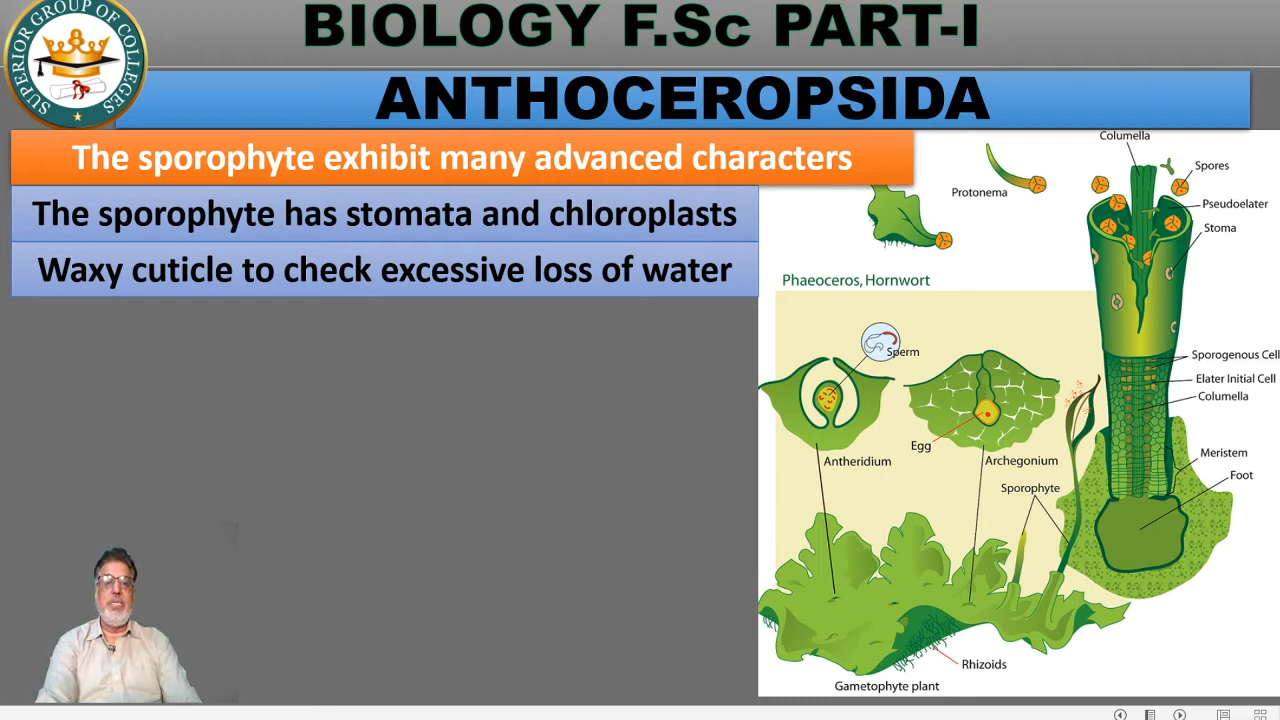 SUPERIOR GROUP OF COLLEGES
BIOLOGY F.Sc PART-I
ANTHOCEROPSIDA
The sporophyte exhibit many advanced characters
The sporophyte has stomata and chloroplasts
Waxy cuticle to check excessive loss of water
Columella
Spores
Protonema
Pseudoelater
Stoma
Phaeoceros, Hornwort
Sperm
Sporogenous Cell
Elater Initial Cell
Columella
Egg
Antheridium
Archegonium
Meristem
Foot
Sporophyte
Rhizoids
Gametophyte plant